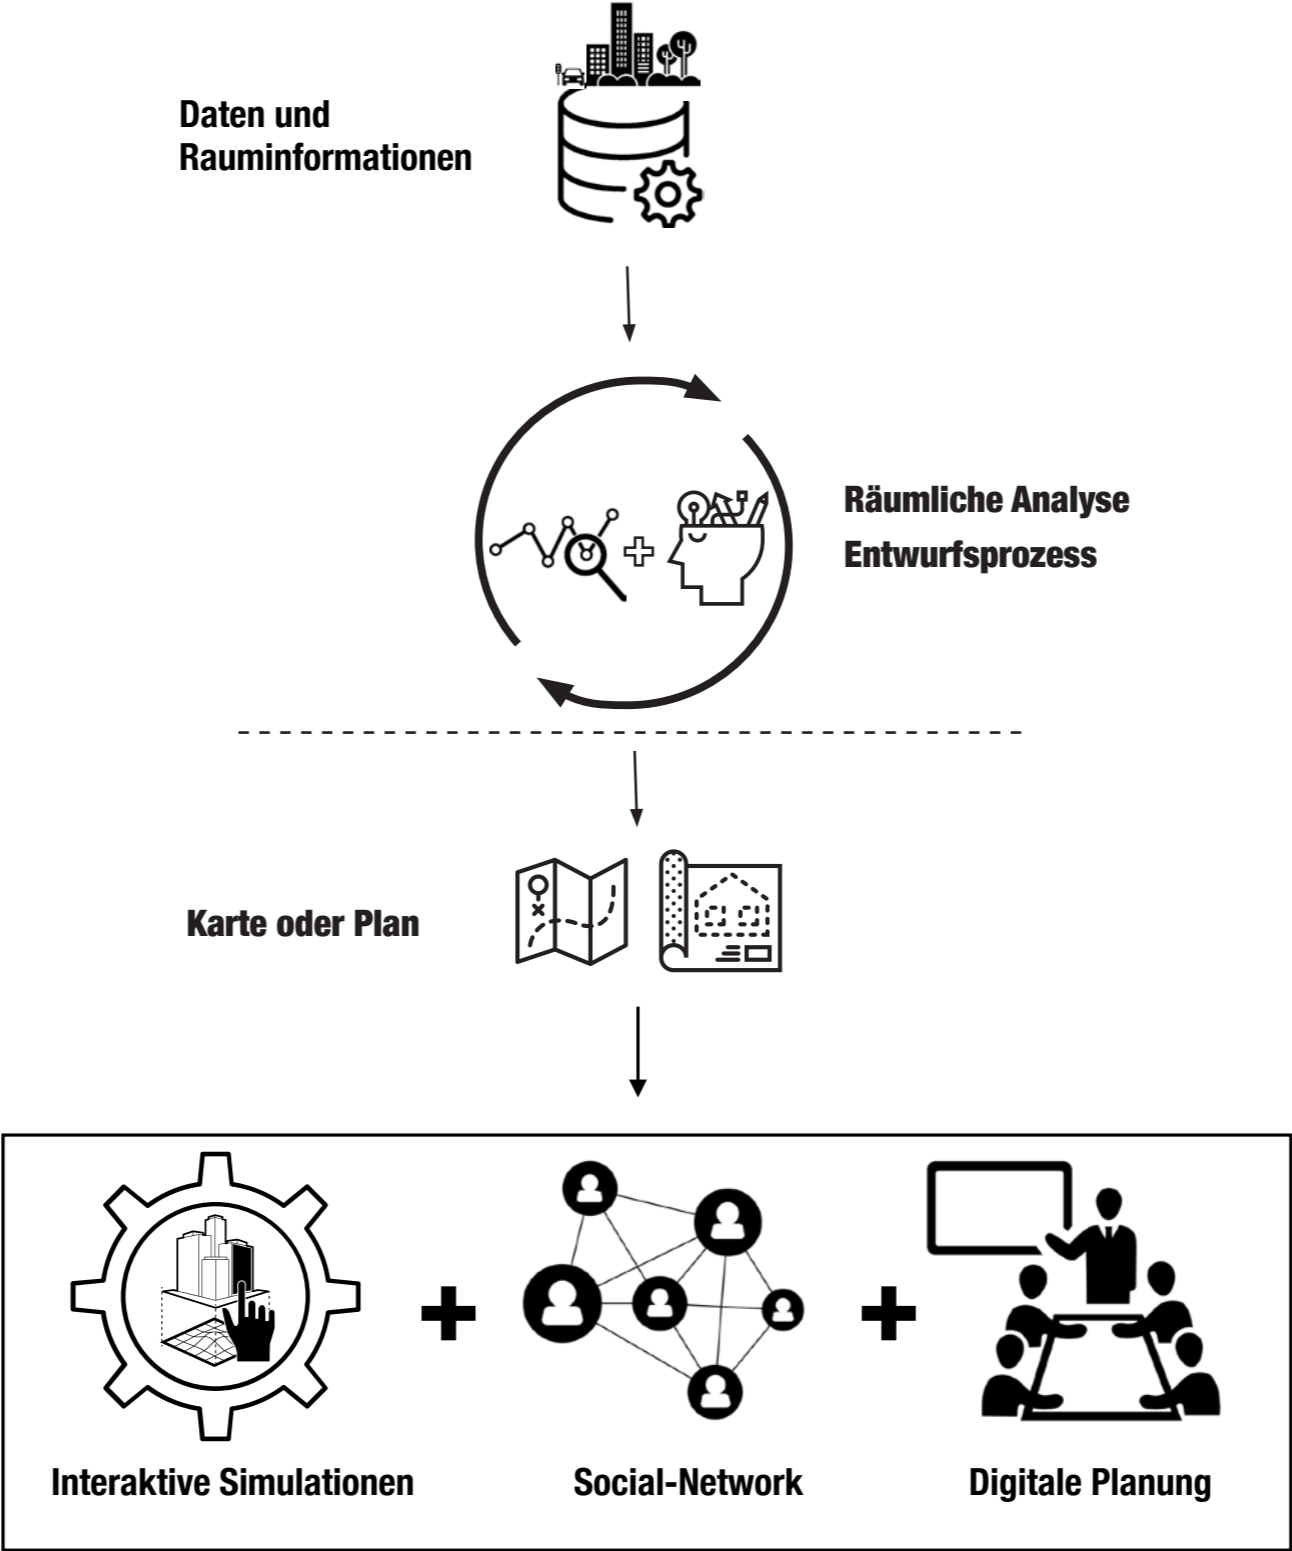 Daten und
Rauminformationen
Räumliche Analyse
Entwurfsprozess
Karte oder Plan
Interaktive Simulationen
Social-Network
Digitale Planung